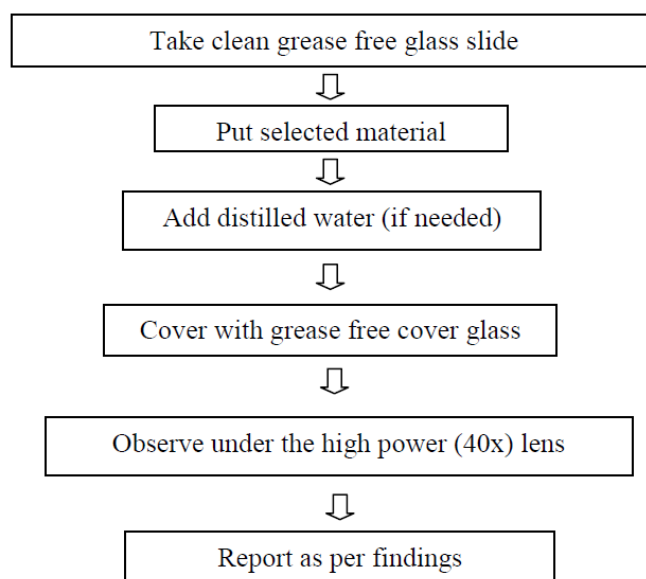 Take clean grease free glass slide
Put selected material
Add distilled water (if needed)
Cover with grease free cover glass
Observe under the high power (40x) lens
Report as per findings